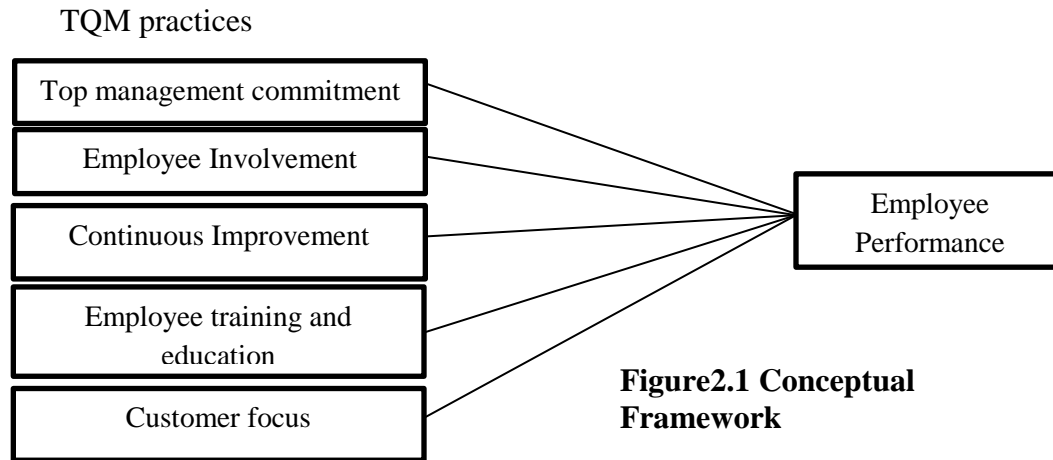 TQM practices
Top management commitment
Employee Involvement
Continuous Improvement
Employee training and
education
Customer focus
Employee
Performance
Figure2.1 Conceptual
Framework